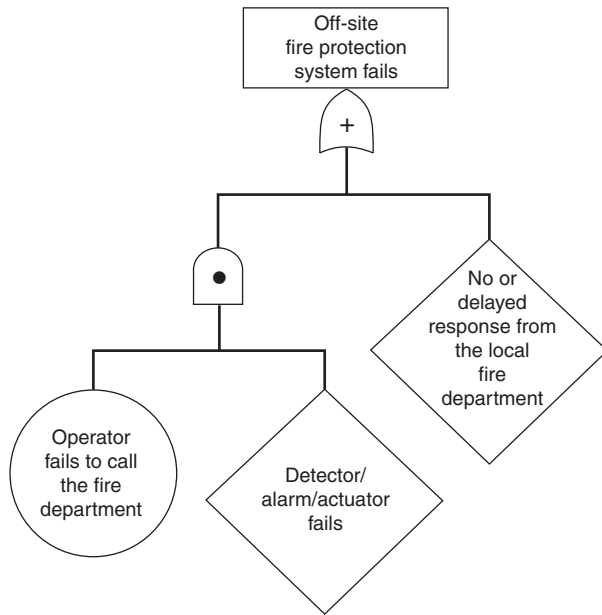 Off-site
fire protection
system fails
+
No or
delayed
response from
the local
fire
department
Operator
fails to call
the fire
department
Detector/
alarm/actuator
fails